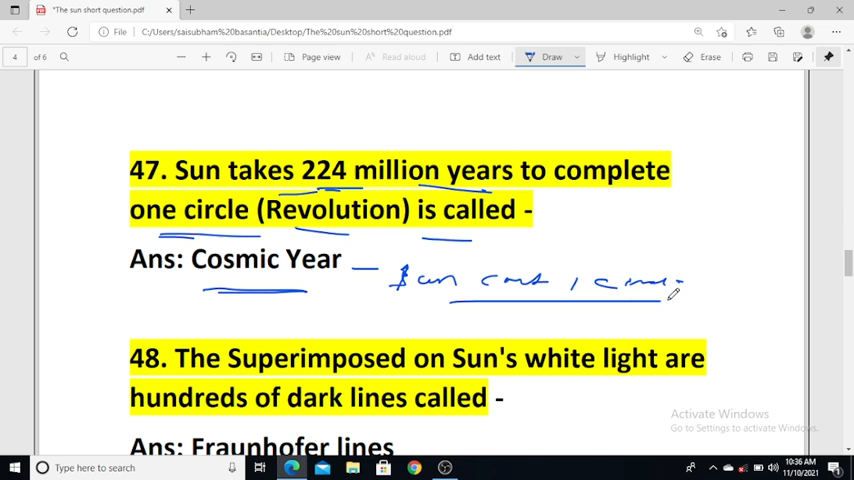 *The sun short question.pdf
File
C:/Users/saisubham%20basantia/Desktop/The%20sun%20short%20question.pdf
4 of 6
Page view
Read aloud
Add text
Draw
Highlight
Erase
47. Sun takes 224 million years to complete
one circle (Revolution) is called -
Ans: Cosmic Year
Sun
48. The Superimposed on Sun's white light are
hundreds of dark lines called -
Ans: Fraunhofer lines
Activate Windows
Go to Settings to activate Windows.
Type here to search
10:36 AM
11/10/2021